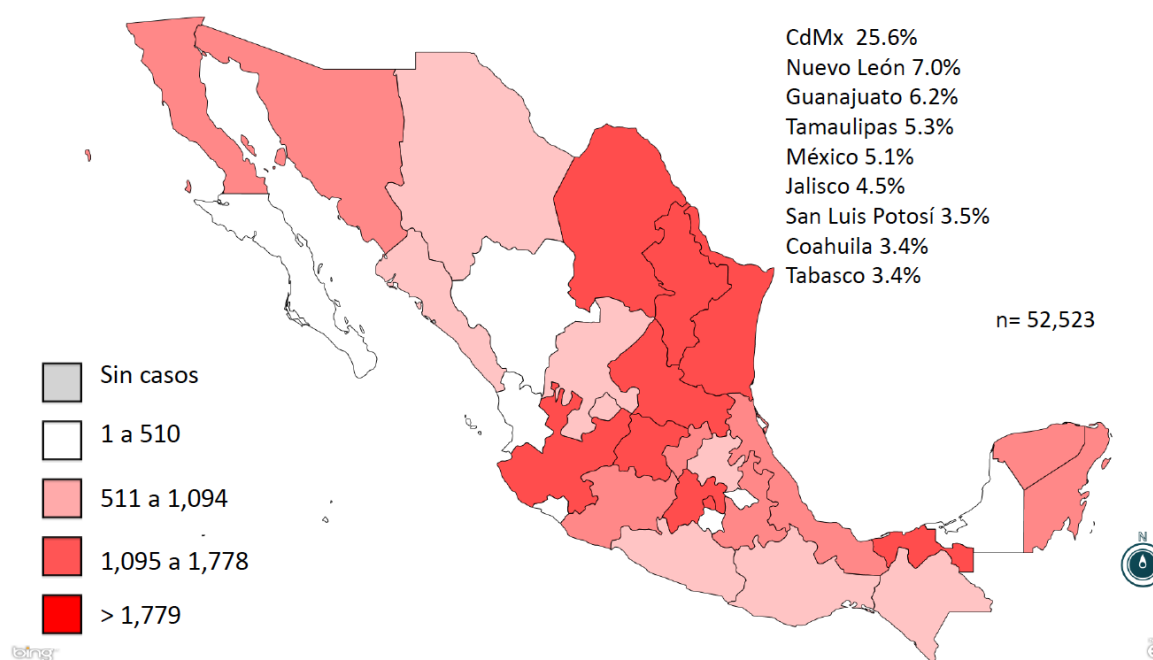 CdMx 25.6%
Nuevo León 7.0%
Guanajuato 6.2%
Tamaulipas 5.3%
México 5.1%
Jalisco 4.5%
San Luis Potosí 3.5%
Coahuila 3.4%
Tabasco 3.4%
n= 52,523
Sin casos
1 a 510
511 a 1,094
1,095 a 1,778
> 1,779
N
bing